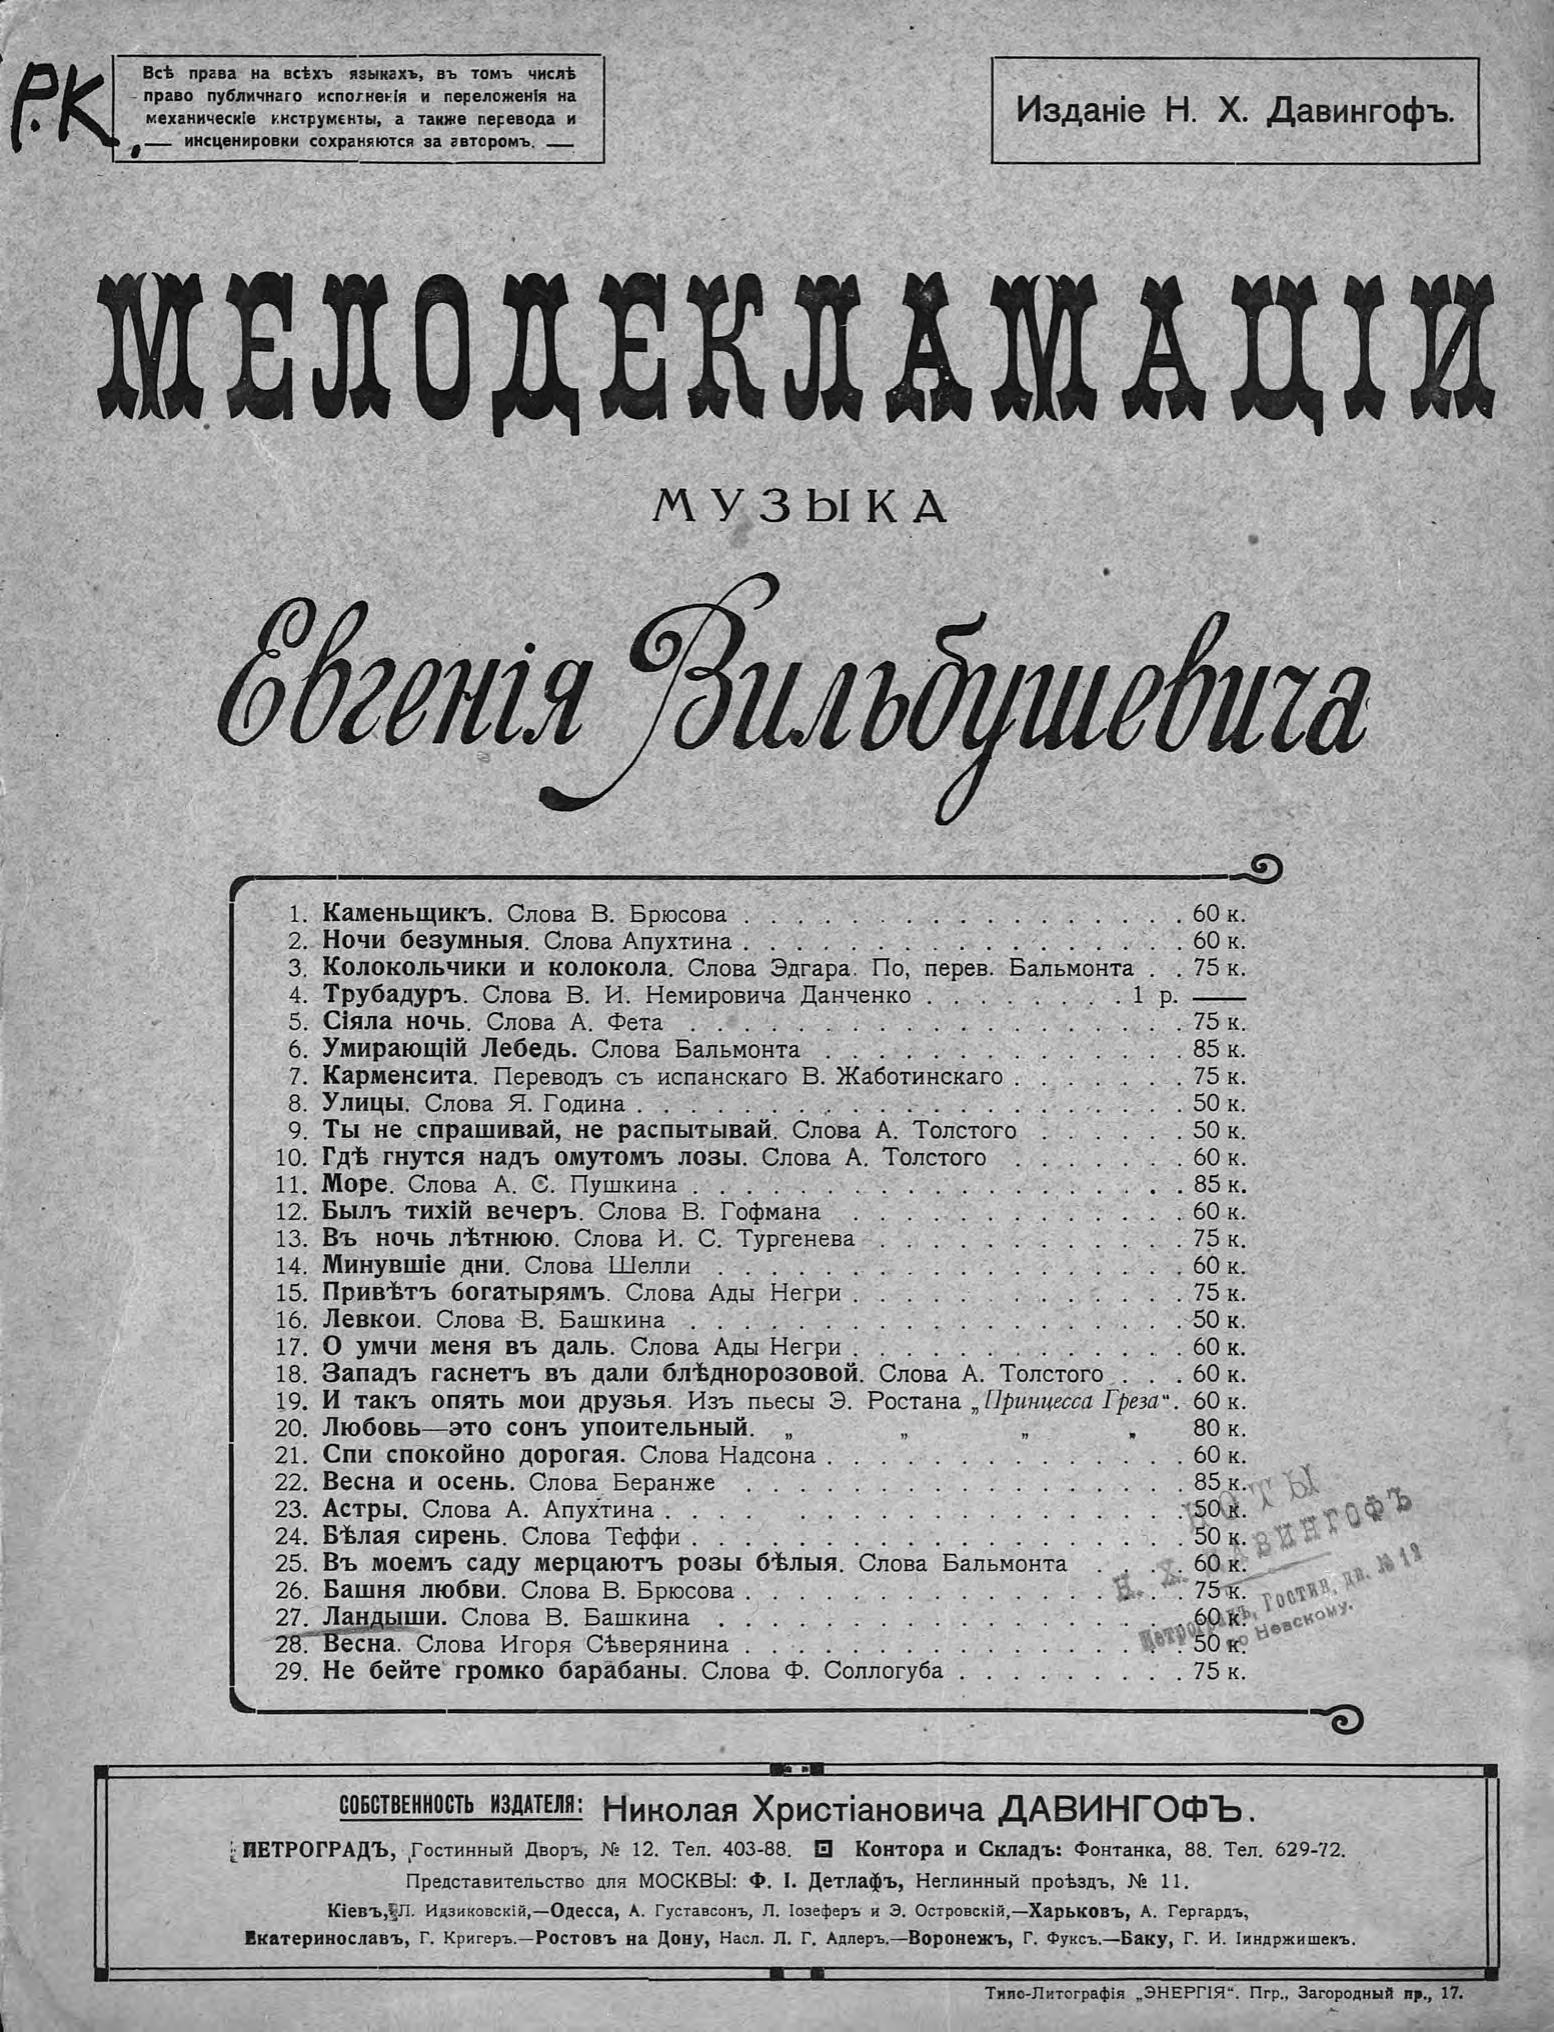 Р.К.
Всѣ права на всѣхъ языкахъ, въ томъ числѣ
право публичнаго исполненія и переложенія на
механическіе инструменты, а также перевода и
инсценировки сохраняются за авторомъ.
Изданіе Н. Х. Давингофъ.
МЕЛОДЕКЛАМАЦІИ
МУЗЫКА
Евгенія Вильбушевича
1. Каменьщикъ. Слова В. Брюсова . . . . . . . . . . . . . . . . . 60 к.
2. Ночи безумныя. Слова Апухтина . . . . . . . . . . . . . . . . . 60 к.
3. Колокольчики и колокола. Слова Эдгара. По, перев. Бальмонта . . 75 к.
4. Трубадуръ. Слова В. И. Немировича Данченко . . . . . . . . 1 р. —
5. Сіяла ночь. Слова А. Фета . . . . . . . . . . . . . . . . . . . 75 к.
6. Умирающій Лебедь. Слова Бальмонта . . . . . . . . . . . . . . 85 к.
7. Карменсита. Переводъ съ испанскаго В. Жаботинскаго . . . . . . . 75 к.
8. Улицы. Слова Я. Година . . . . . . . . . . . . . . . . . . . . . 50 к.
9. Ты не спрашивай, не распытывай. Слова А. Толстого . . . . . . 50 к.
10. Гдѣ гнутся надъ омутомъ лозы. Слова А. Толстого . . . . . . . 60 к.
11. Море. Слова А. С. Пушкина . . . . . . . . . . . . . . . . . . . 85 к.
12. Былъ тихій вечеръ. Слова В. Гофмана . . . . . . . . . . . . . 60 к.
13. Въ ночь лѣтнюю. Слова И. С. Тургенева . . . . . . . . . . . . 75 к.
14. Минувшіе дни. Слова Шелли . . . . . . . . . . . . . . . . . . 60 к.
15. Привѣтъ богатырямъ. Слова Ады Негри . . . . . . . . . . . . . 75 к.
16. Левкои. Слова В. Башкина . . . . . . . . . . . . . . . . . . . 50 к.
17. О умчи меня въ даль. Слова Ады Негри . . . . . . . . . . . . . 60 к.
18. Западъ гаснетъ въ дали блѣднорозовой. Слова А. Толстого . . . 60 к.
19. И такъ опять мои друзья. Изъ пьесы Э. Ростана „Принцесса Греза“. 60 к.
20. Любовь—это сонъ упоительный. „ „ „ „ 80 к.
21. Спи спокойно дорогая. Слова Надсона . . . . . . . . . . . . . . 60 к.
22. Весна и осень. Слова Беранже . . . . . . . . . . . . . . . . . 85 к.
23. Астры. Слова А. Апухтина . . . . . . . . . . . . . . . . . . . 50 к.
24. Бѣлая сирень. Слова Теффи . . . . . . . . . . . . . . . . . . . 50 к.
25. Въ моемъ саду мерцаютъ розы бѣлыя. Слова Бальмонта . . . . 60 к.
26. Башня любви. Слова В. Брюсова . . . . . . . . . . . . . . . . . 75 к.
27. Ландыши. Слова В. Башкина . . . . . . . . . . . . . . . . . . 60 к.
28. Весна. Слова Игоря Сѣверянина . . . . . . . . . . . . . . . . . 50 к.
29. Не бейте громко барабаны. Слова Ф. Соллогуба . . . . . . . . . 75 к.
НОТЫ
Н. Х. ДАВИНГОФЪ
Петроградъ, Гостин. дв. № 12
по Невскому.
СОБСТВЕННОСТЬ ИЗДАТЕЛЯ: Николая Христіановича ДАВИНГОФЪ.
ПЕТРОГРАДЪ, Гостинный Дворъ, № 12. Тел. 403-88. Контора и Складъ: Фонтанка, 88. Тел. 629-72.
Представительство для МОСКВЫ: Ф. І. Детлафъ, Неглинный проѣздъ, № 11.
Кіевъ, Л. Идзиковскій,—Одесса, А. Густавсонъ, Л. Іозеферъ и Э. Островскій,—Харьковъ, А. Гергардъ,
Екатеринославъ, Г. Кригеръ.—Ростовъ на Дону, Насл. Л. Г. Адлеръ.—Воронежъ, Г. Фуксъ.—Баку, Г. И. Іиндржишекъ.
Типо-Литографія „ЭНЕРГІЯ“. Пгр., Загородный пр., 17.